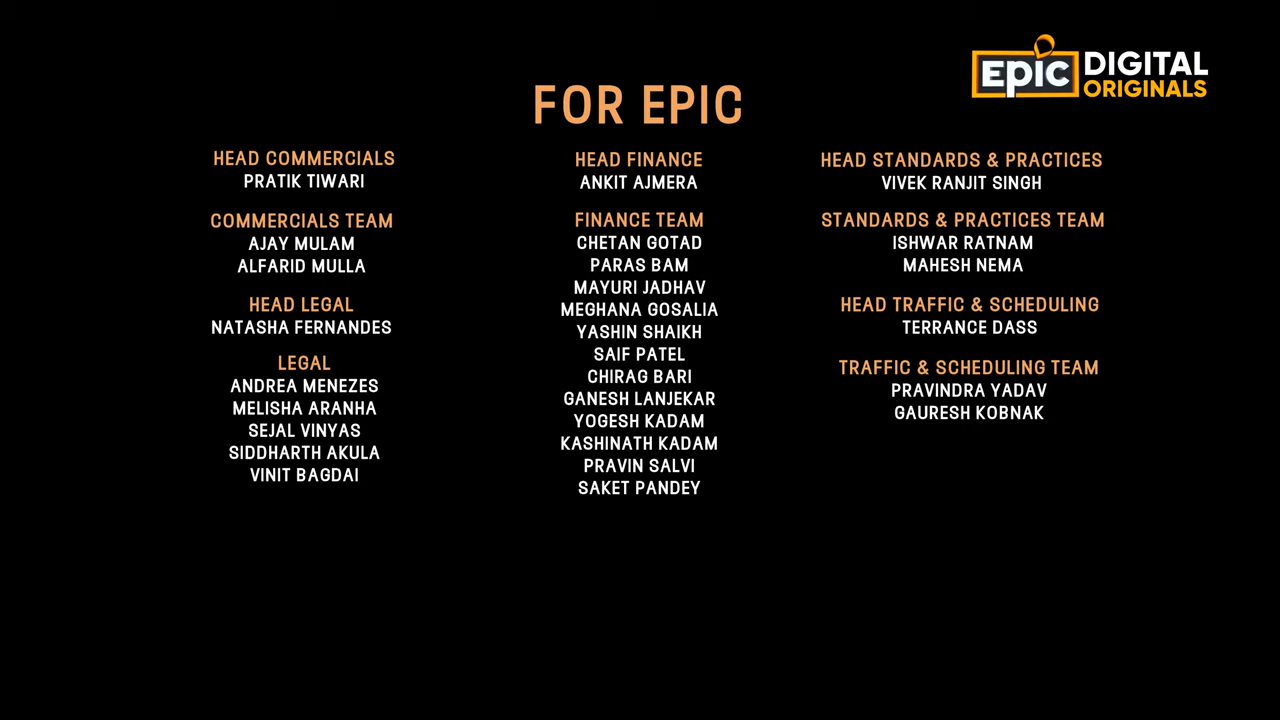 EPIC DIGITAL
ORIGINALS
FOR EPIC
HEAD COMMERCIALS
PRATIK TIWARI
COMMERCIALS TEAM
AJAY MULAM
ALFARID MULLA
HEAD LEGAL
NATASHA FERNANDES
LEGAL
ANDREA MENEZES
MELISHA ARANHA
SEJAL VINYAS
SIDDHARTH AKULA
VINIT BAGDAI
HEAD FINANCE
ANKIT AJMERA
FINANCE TEAM
CHETAN GOTAD
PARAS BAM
MAYURI JADHAV
MEGHANA GOSALIA
YASHIN SHAIKH
SAIF PATEL
CHIRAG BARI
GANESH LANJEKAR
YOGESH KADAM
KASHINATH KADAM
PRAVIN SALVI
SAKET PANDEY
HEAD STANDARDS & PRACTICES
VIVEK RANJIT SINGH
STANDARDS & PRACTICES TEAM
ISHWAR RATNAM
MAHESH NEMA
HEAD TRAFFIC & SCHEDULING
TERRANCE DASS
TRAFFIC & SCHEDULING TEAM
PRAVINDRA YADAV
GAURESH KOBNAK